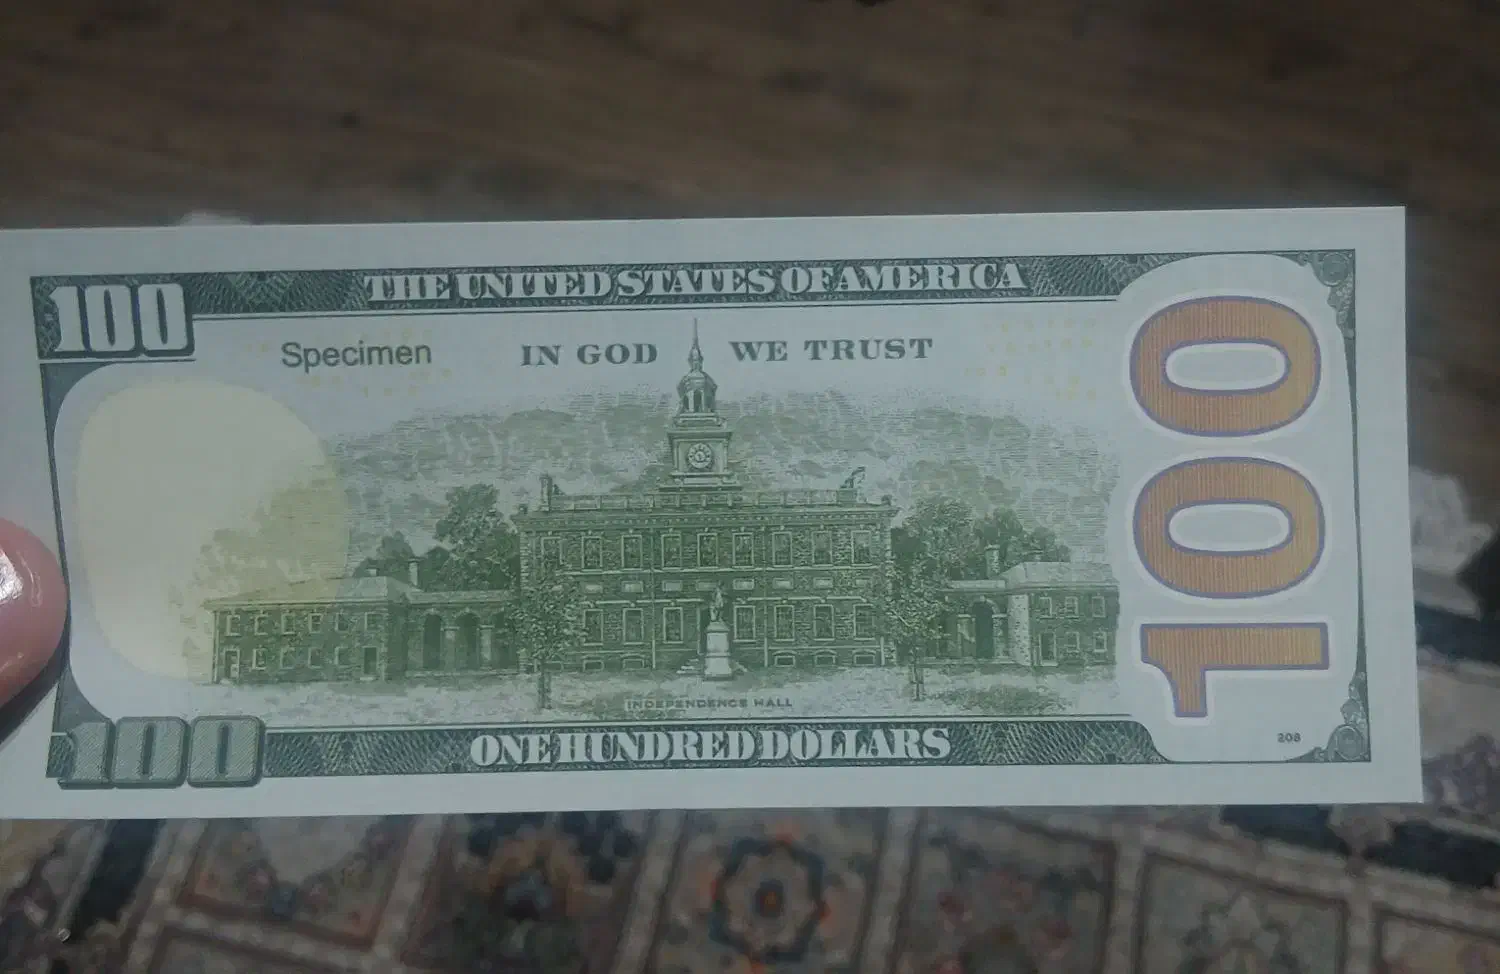 THE UNITED STATES OF AMERICA
100
Specimen IN GOD WE TRUST
100
INDEPENDENCE HALL
100 ONE HUNDRED DOLLARS
208